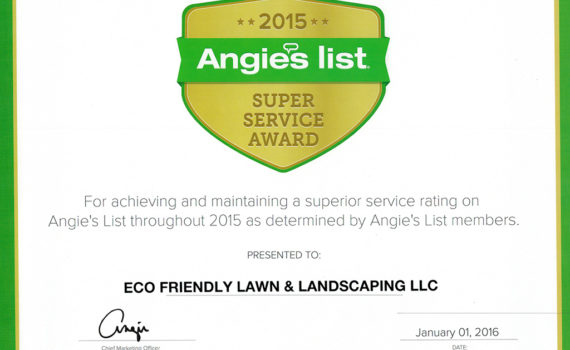 2015
Angie's list®
SUPER
SERVICE
AWARD
For achieving and maintaining a superior service rating on
Angie's List throughout 2015 as determined by Angie's List members.
PRESENTED TO:
ECO FRIENDLY LAWN & LANDSCAPING LLC
Angie
January 01, 2016
Chief Marketing Officer
DATE: